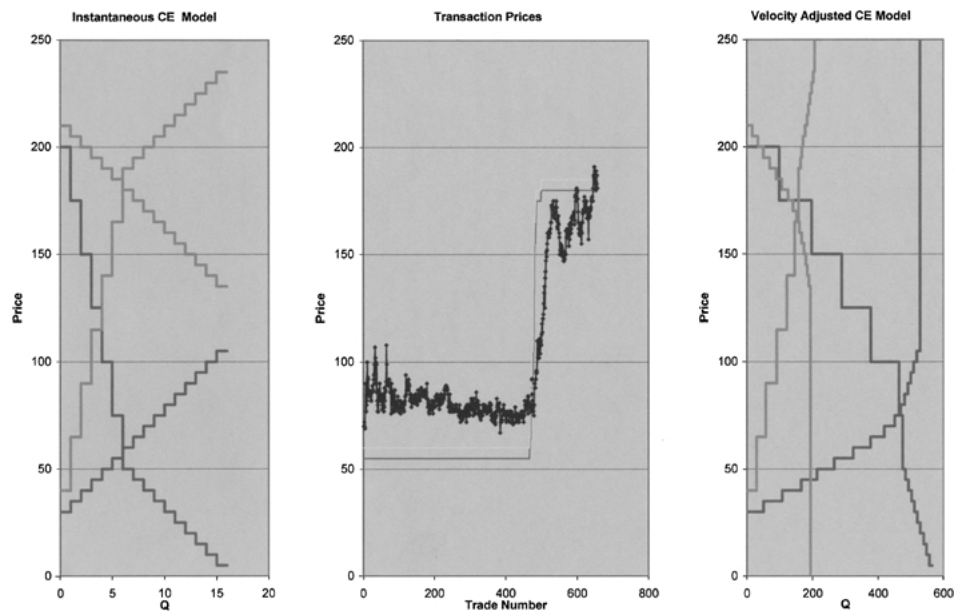 Instantaneous CE Model
Transaction Prices
Velocity Adjusted CE Model
250
200
150
100
50
0
Price
0 5 10 15 20
Q
250
200
150
100
50
0
Price
0 200 400 600 800
Trade Number
250
200
150
100
50
0
Price
0 200 400 600
Q